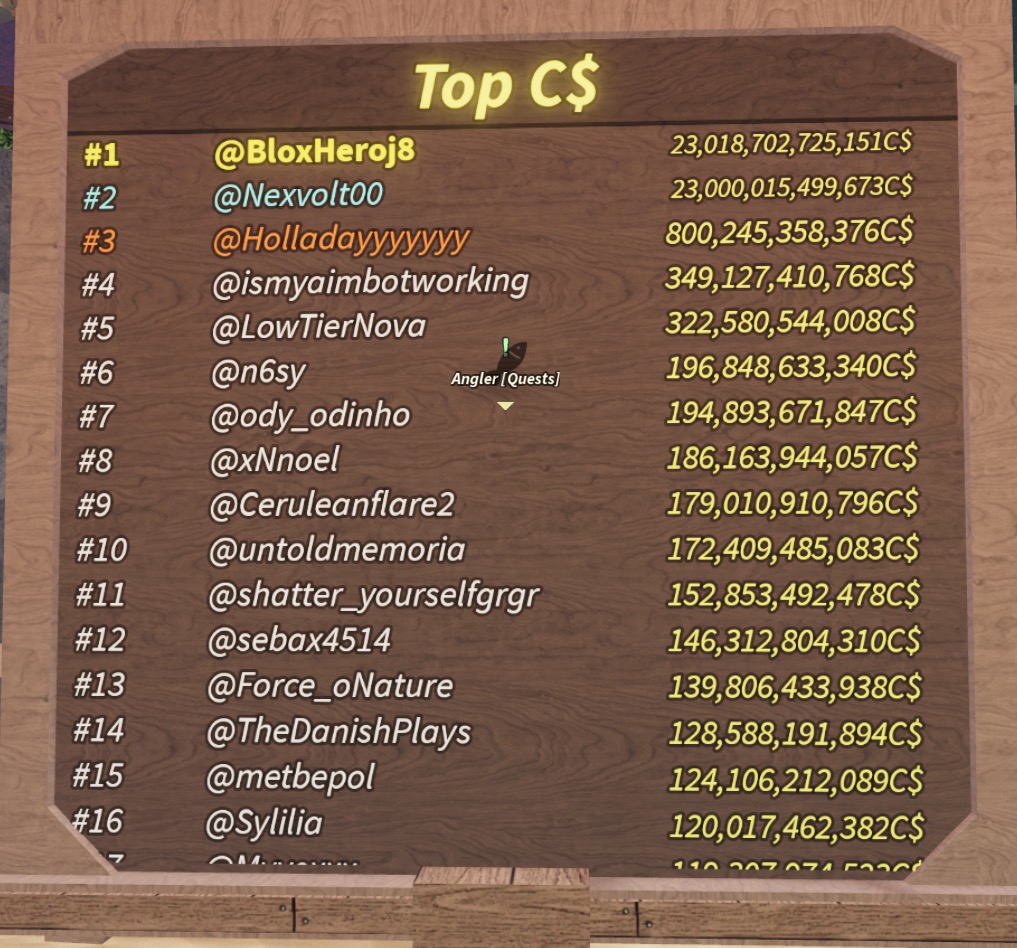 Top C$
#1 @BloxHeroj8 23,018,702,725,151C$
#2 @Nexvolt00 23,000,015,499,673C$
#3 @Holladayyyyyyy 800,245,358,376C$
#4 @ismyaimbotworking 349,127,410,768C$
#5 @LowTierNova 322,580,544,008C$
!
Angler [Quests]
#6 @n6sy 196,848,633,340C$
#7 @ody_odinho 194,893,671,847C$
#8 @xNnoel 186,163,944,057C$
#9 @Ceruleanflare2 179,010,910,796C$
#10 @untoldmemoria 172,409,485,083C$
#11 @shatter_yourselfgrgr 152,853,492,478C$
#12 @sebax4514 146,312,804,310C$
#13 @Force_oNature 139,806,433,938C$
#14 @TheDanishPlays 128,588,191,894C$
#15 @metbepol 124,106,212,089C$
#16 @Sylilia 120,017,462,382C$